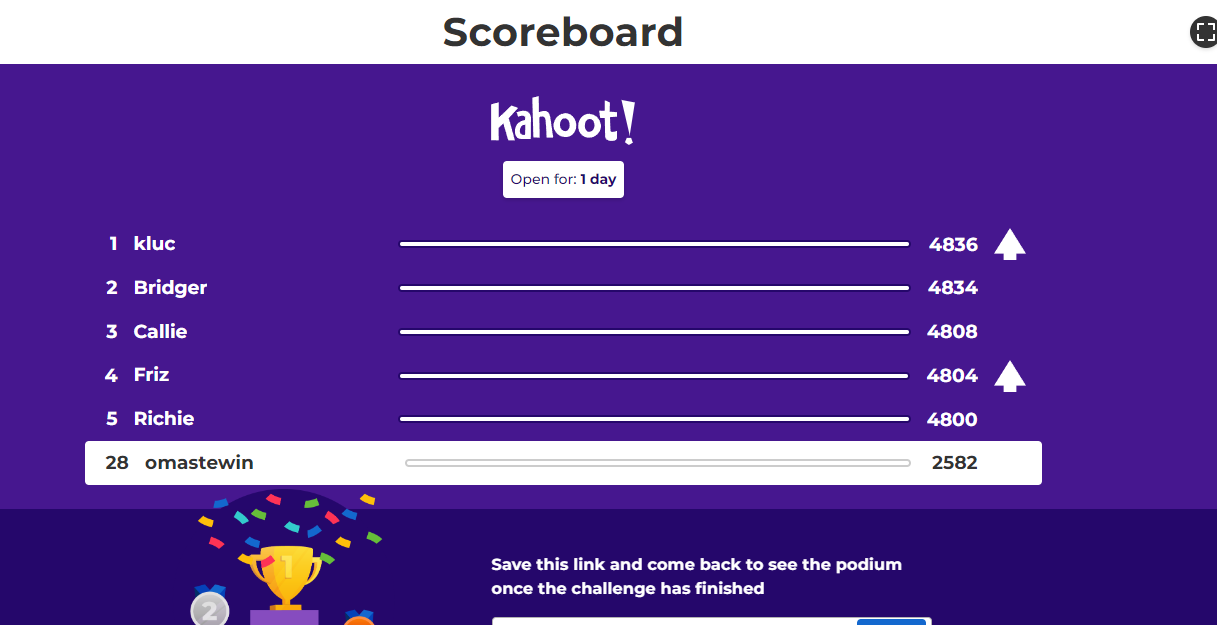 Scoreboard
Kahoot!
Open for: 1 day
1 kluc 4836
2 Bridger 4834
3 Callie 4808
4 Friz 4804
5 Richie 4800
28 omastewin 2582
1
Save this link and come back to see the podium
once the challenge has finished
2